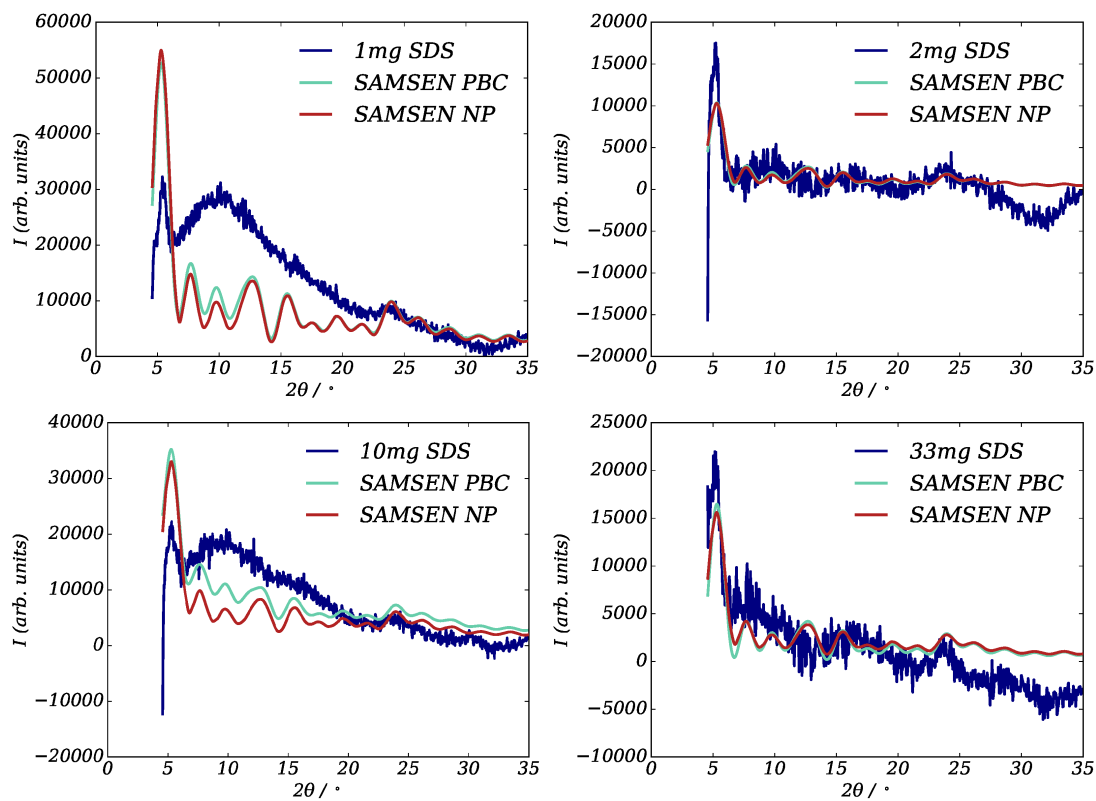 60000
50000
40000
30000
20000
10000
0
I (arb. units)
1mg SDS
SAMSEN PBC
SAMSEN NP
0 5 10 15 20 25 30 35
2θ / °
20000
15000
10000
5000
0
−5000
−10000
−15000
−20000
I (arb. units)
2mg SDS
SAMSEN PBC
SAMSEN NP
0 5 10 15 20 25 30 35
2θ / °
40000
30000
20000
10000
0
−10000
−20000
I (arb. units)
10mg SDS
SAMSEN PBC
SAMSEN NP
0 5 10 15 20 25 30 35
2θ / °
25000
20000
15000
10000
5000
0
−5000
−10000
I (arb. units)
33mg SDS
SAMSEN PBC
SAMSEN NP
0 5 10 15 20 25 30 35
2θ / °